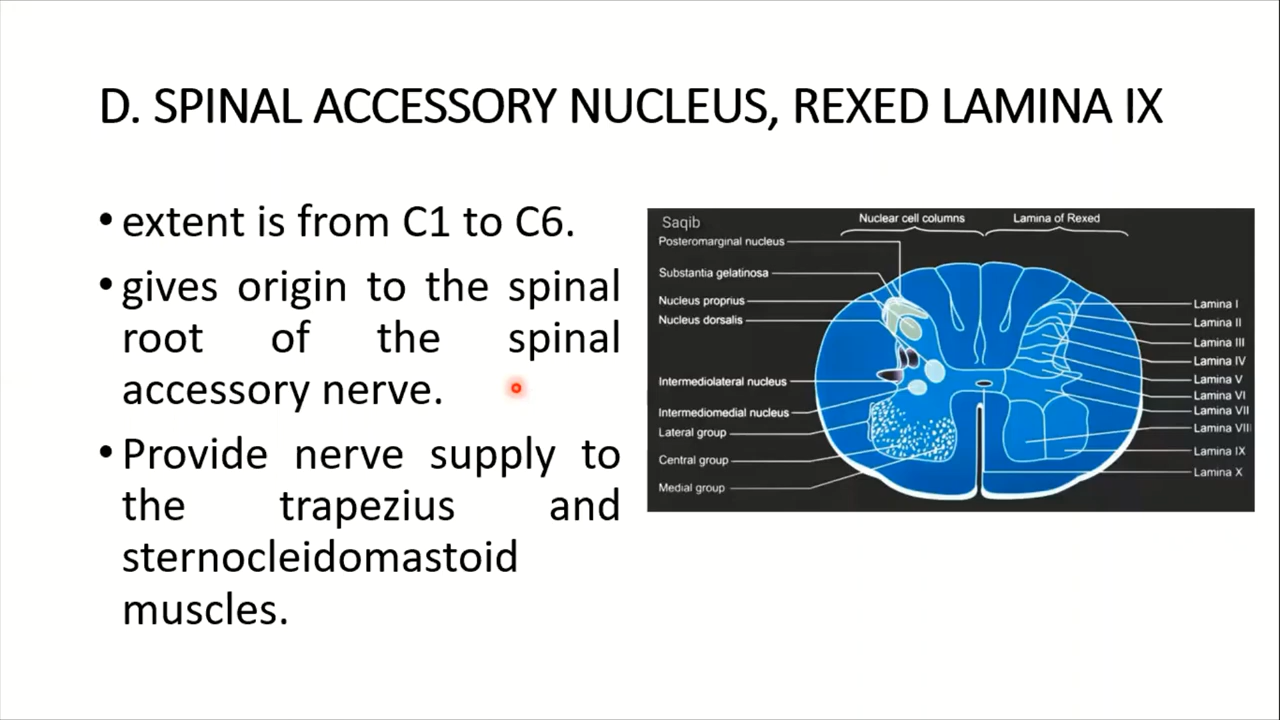 D. SPINAL ACCESSORY NUCLEUS, REXED LAMINA IX
• extent is from C1 to C6.
• gives origin to the spinal
root of the spinal
accessory nerve.
• Provide nerve supply to
the trapezius and
sternocleidomastoid
muscles.
Saqib
Nuclear cell columns
Lamina of Rexed
Posteromarginal nucleus
Substantia gelatinosa
Nucleus proprius
Nucleus dorsalis
Intermediolateral nucleus
Intermediomedial nucleus
Lateral group
Central group
Medial group
Lamina I
Lamina II
Lamina III
Lamina IV
Lamina V
Lamina VI
Lamina VII
Lamina VIII
Lamina IX
Lamina X